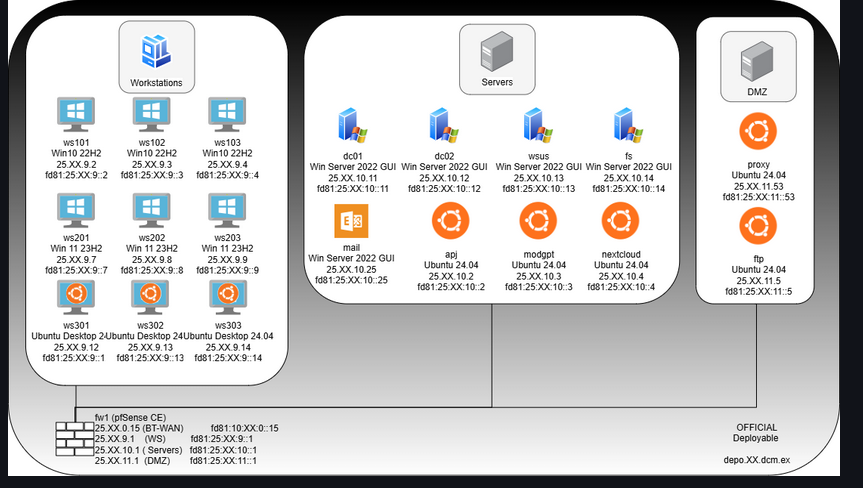 Workstations
ws101
Win10 22H2
25.XX.9.2
fd81:25:XX:9::2
ws102
Win10 22H2
25.XX.9.3
fd81:25:XX:9::3
ws103
Win10 22H2
25.XX.9.4
fd81:25:XX:9::4
ws201
Win 11 23H2
25.XX.9.7
fd81:25:XX:9::7
ws202
Win 11 23H2
25.XX.9.8
fd81:25:XX:9::8
ws203
Win 11 23H2
25.XX.9.9
fd81:25:XX:9::9
ws301
Ubuntu Desktop 2
25.XX.9.12
fd81:25:XX:9::1
ws302
Ubuntu Desktop 24
25.XX.9.13
fd81:25:XX:9::13
ws303
Ubuntu Desktop 24.04
25.XX.9.14
fd81:25:XX:9::14
Servers
dc01
Win Server 2022 GUI
25.XX.10.11
fd81:25:XX:10::11
dc02
Win Server 2022 GUI
25.XX.10.12
fd81:25:XX:10::12
wsus
Win Server 2022 GUI
25.XX.10.13
fd81:25:XX:10::13
fs
Win Server 2022 GUI
25.XX.10.14
fd81:25:XX:10::14
mail
Win Server 2022 GUI
25.XX.10.25
fd81:25:XX:10::25
apj
Ubuntu 24.04
25.XX.10.2
fd81:25:XX:10::2
modgpt
Ubuntu 24.04
25.XX.10.3
fd81:25:XX:10::3
nextcloud
Ubuntu 24.04
25.XX.10.4
fd81:25:XX:10::4
DMZ
proxy
Ubuntu 24.04
25.XX.11.53
fd81:25:XX:11::53
ftp
Ubuntu 24.04
25.XX.11.5
fd81:25:XX:11::5
fw1 (pfSense CE)
25.XX.0.15 (BT-WAN) fd81:10:XX:0::15
25.XX.9.1 (WS) fd81:25:XX:9::1
25.XX.10.1 ( Servers) fd81:25:XX:10::1
25.XX.11.1 (DMZ) fd81:25:XX:11::1
OFFICIAL
Deployable
depo.XX.dcm.ex